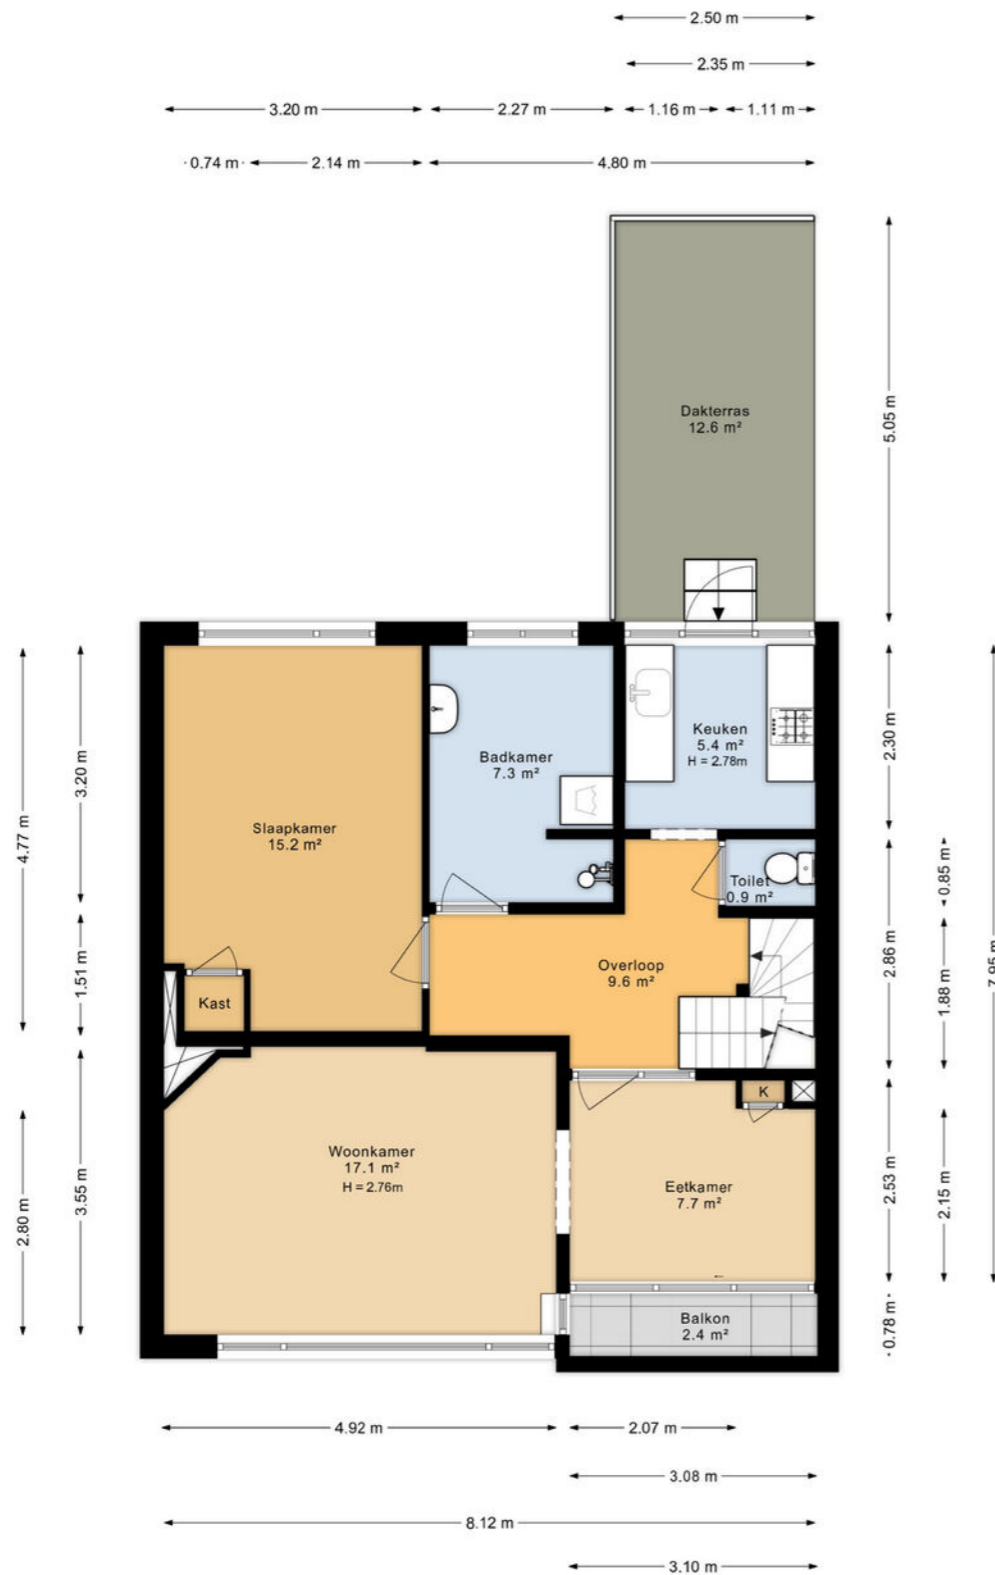 2.50 m
2.35 m
3.20 m
2.27 m
1.16 m
1.11 m
0.74 m
2.14 m
4.80 m
5.05 m
Dakterras
12.6 m²
4.77 m
3.20 m
1.51 m
Slaapkamer
15.2 m²
Badkamer
7.3 m²
Keuken
5.4 m²
H = 2.78m
2.30 m
Toilet
0.9 m²
0.85 m
2.86 m
1.88 m
7.95 m
Overloop
9.6 m²
Kast
K
2.80 m
3.55 m
Woonkamer
17.1 m²
H = 2.76m
Eetkamer
7.7 m²
2.53 m
2.15 m
Balkon
2.4 m²
0.78 m
4.92 m
2.07 m
3.08 m
8.12 m
3.10 m